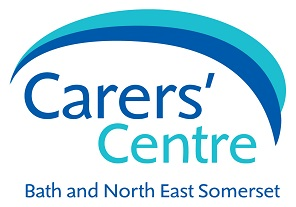 Carers’
Centre
Bath and North East Somerset